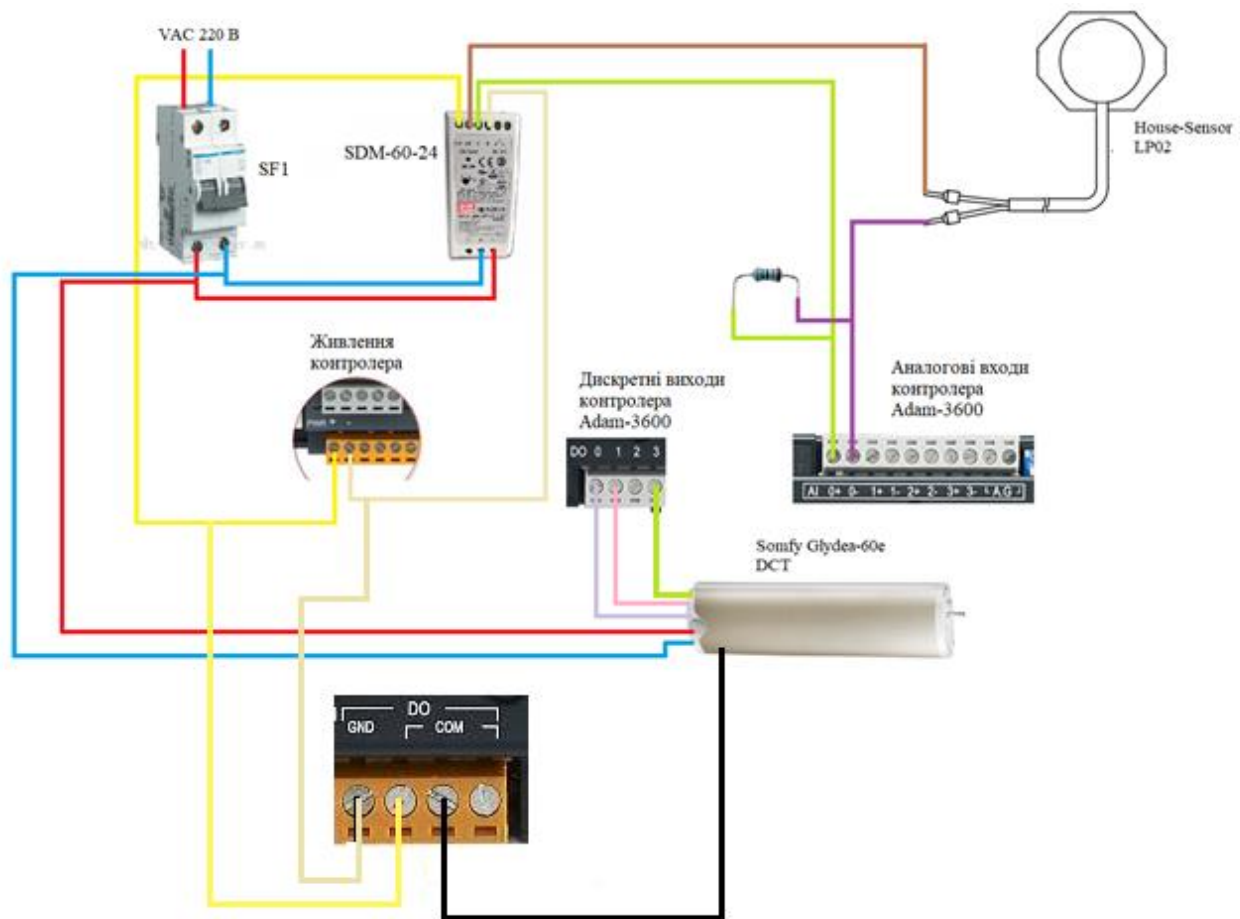 VAC 220 В
SF1
SDM-60-24
House-Sensor
LP02
Живлення
контролера
PWR + -
Дискретні виходи
контролера
Adam-3600
DO 0 1 2 3
Аналогові входи
контролера
Adam-3600
AI 0+ 0- 1+ 1- 2+ 2- 3+ 3- A.G
Somfy Glydea-60e
DCT
DO
GND COM